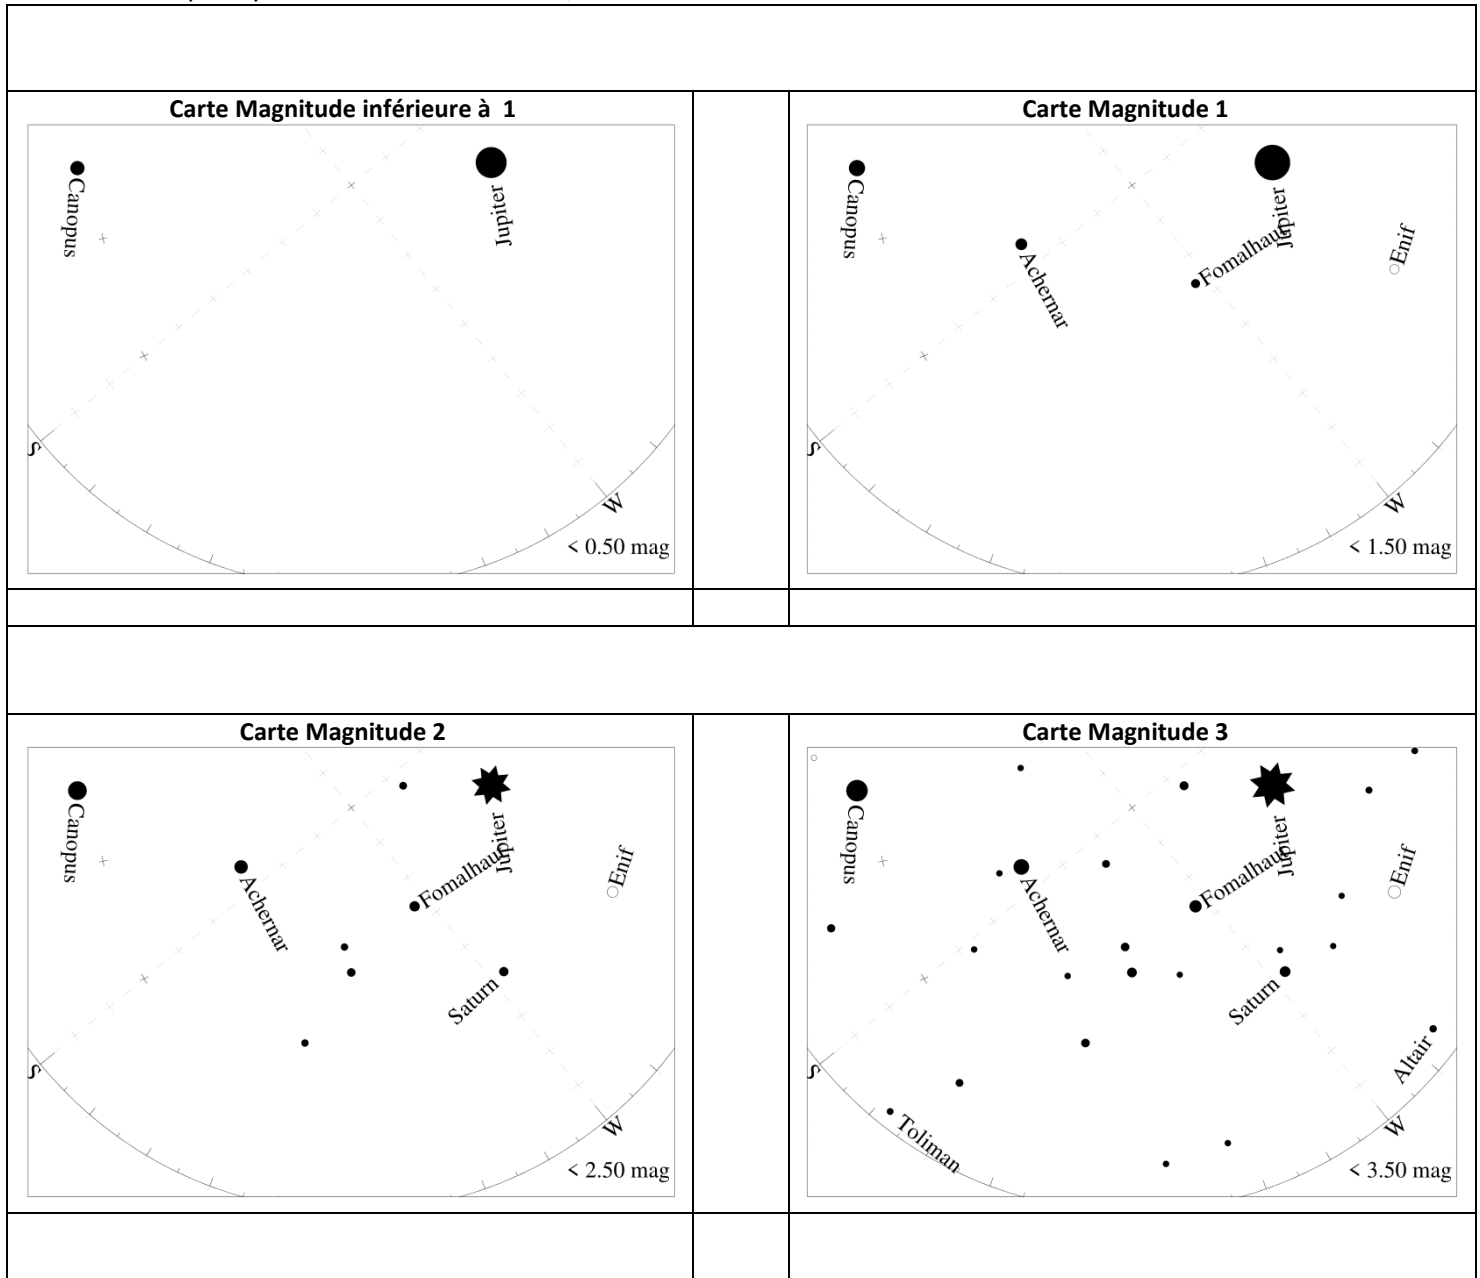 Carte Magnitude inférieure à 1
Carte Magnitude 1
Canopus
Jupiter
S
W
< 0.50 mag
Canopus
Achernar
Fomalhaut
Jupiter
Enif
S
W
< 1.50 mag
Carte Magnitude 2
Carte Magnitude 3
Canopus
Achernar
Fomalhaut
Jupiter
Enif
Saturn
S
W
< 2.50 mag
Canopus
Achernar
Fomalhaut
Jupiter
Enif
Saturn
Altair
S
Toliman
W
< 3.50 mag